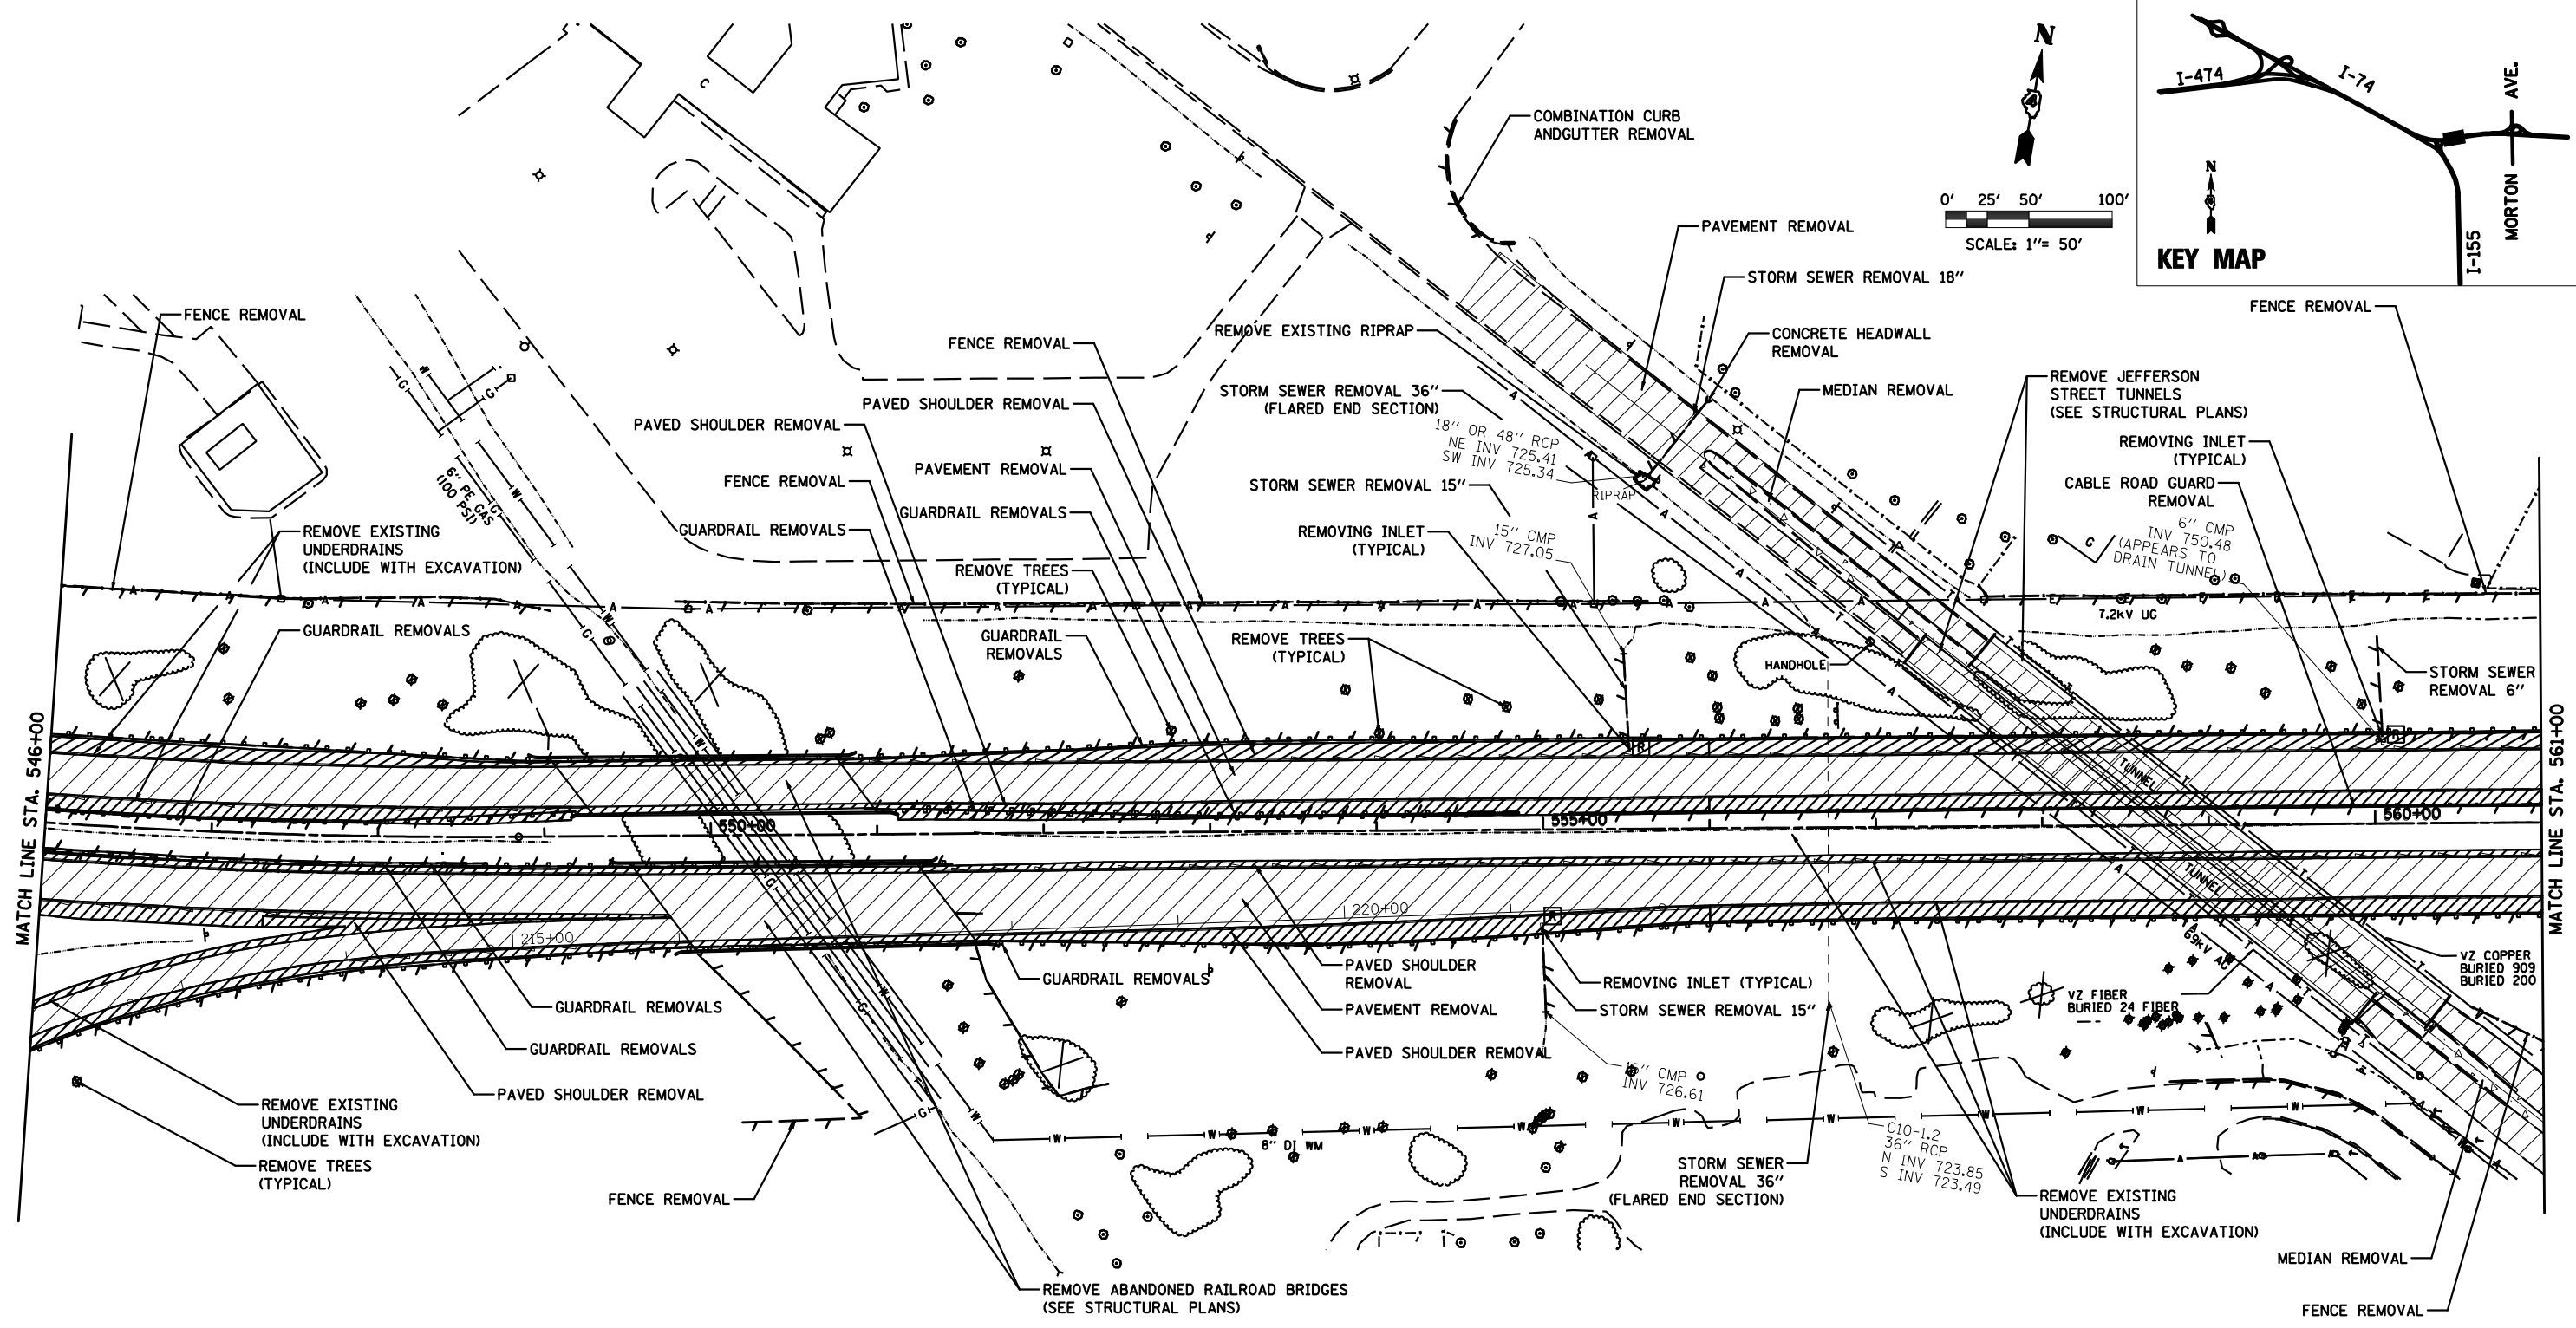 N
0' 25' 50' 100'
SCALE: 1"= 50'
I-474
I-74
MORTON AVE.
N
I-155
KEY MAP
C
COMBINATION CURB
ANDGUTTER REMOVAL
PAVEMENT REMOVAL
STORM SEWER REMOVAL 18"
CONCRETE HEADWALL
REMOVAL
MEDIAN REMOVAL
FENCE REMOVAL
REMOVE JEFFERSON
STREET TUNNELS
(SEE STRUCTURAL PLANS)
REMOVING INLET
(TYPICAL)
CABLE ROAD GUARD
REMOVAL
6" CMP
INV 750.48
(APPEARS TO
DRAIN TUNNEL)
G
FENCE REMOVAL
REMOVE EXISTING RIPRAP
FENCE REMOVAL
STORM SEWER REMOVAL 36"
(FLARED END SECTION)
18" OR 48" RCP
NE INV 725.41
SW INV 725.34
RIPRAP
PAVED SHOULDER REMOVAL
PAVED SHOULDER REMOVAL
PAVEMENT REMOVAL
FENCE REMOVAL
STORM SEWER REMOVAL 15"
GUARDRAIL REMOVALS
GUARDRAIL REMOVALS
REMOVING INLET
(TYPICAL)
15" CMP
INV 727.05
6" PE GAS
(100 PSI)
REMOVE EXISTING
UNDERDRAINS
(INCLUDE WITH EXCAVATION)
REMOVE TREES
(TYPICAL)
GUARDRAIL REMOVALS
GUARDRAIL
REMOVALS
REMOVE TREES
(TYPICAL)
7.2kV UG
HANDHOLE
STORM SEWER
REMOVAL 6"
MATCH LINE STA. 546+00
MATCH LINE STA. 561+00
TUNNEL
550+00
555+00
560+00
TUNNEL
215+00
220+00
69kV AG
GUARDRAIL REMOVALS
PAVED SHOULDER
REMOVAL
REMOVING INLET (TYPICAL)
VZ COPPER
BURIED 909
BURIED 200
VZ FIBER
BURIED 24 FIBER
GUARDRAIL REMOVALS
PAVEMENT REMOVAL
STORM SEWER REMOVAL 15"
GUARDRAIL REMOVALS
PAVED SHOULDER REMOVAL
15" CMP
INV 726.61
PAVED SHOULDER REMOVAL
REMOVE EXISTING
UNDERDRAINS
(INCLUDE WITH EXCAVATION)
REMOVE TREES
(TYPICAL)
8" DI WM
C10-1.2
36" RCP
N INV 723.85
S INV 723.49
STORM SEWER
REMOVAL 36"
(FLARED END SECTION)
FENCE REMOVAL
REMOVE EXISTING
UNDERDRAINS
(INCLUDE WITH EXCAVATION)
MEDIAN REMOVAL
REMOVE ABANDONED RAILROAD BRIDGES
(SEE STRUCTURAL PLANS)
FENCE REMOVAL